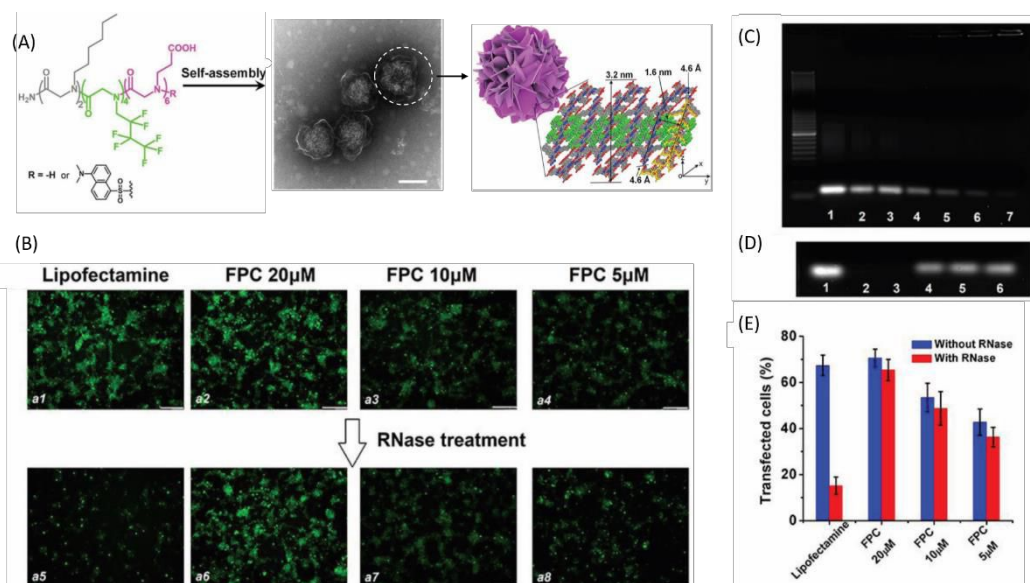 (A)
COOH
H₂N
O
N
2
O
N
4
O
N
6
R
F F
F F
F F
F
R = -H or
N
O
S
O
Self-assembly
3.2 nm
1.6 nm
4.6 Å
4.6 Å
z
x
y
(B)
Lipofectamine FPC 20µM FPC 10µM FPC 5µM
a1 a2 a3 a4
RNase treatment
a5 a6 a7 a8
(C)
1 2 3 4 5 6 7
(D)
1 2 3 4 5 6
(E)
Without RNase
With RNase
Transfected cells (%)
80
60
40
20
0
Lipofectamine
FPC 20µM
FPC 10µM
FPC 5µM